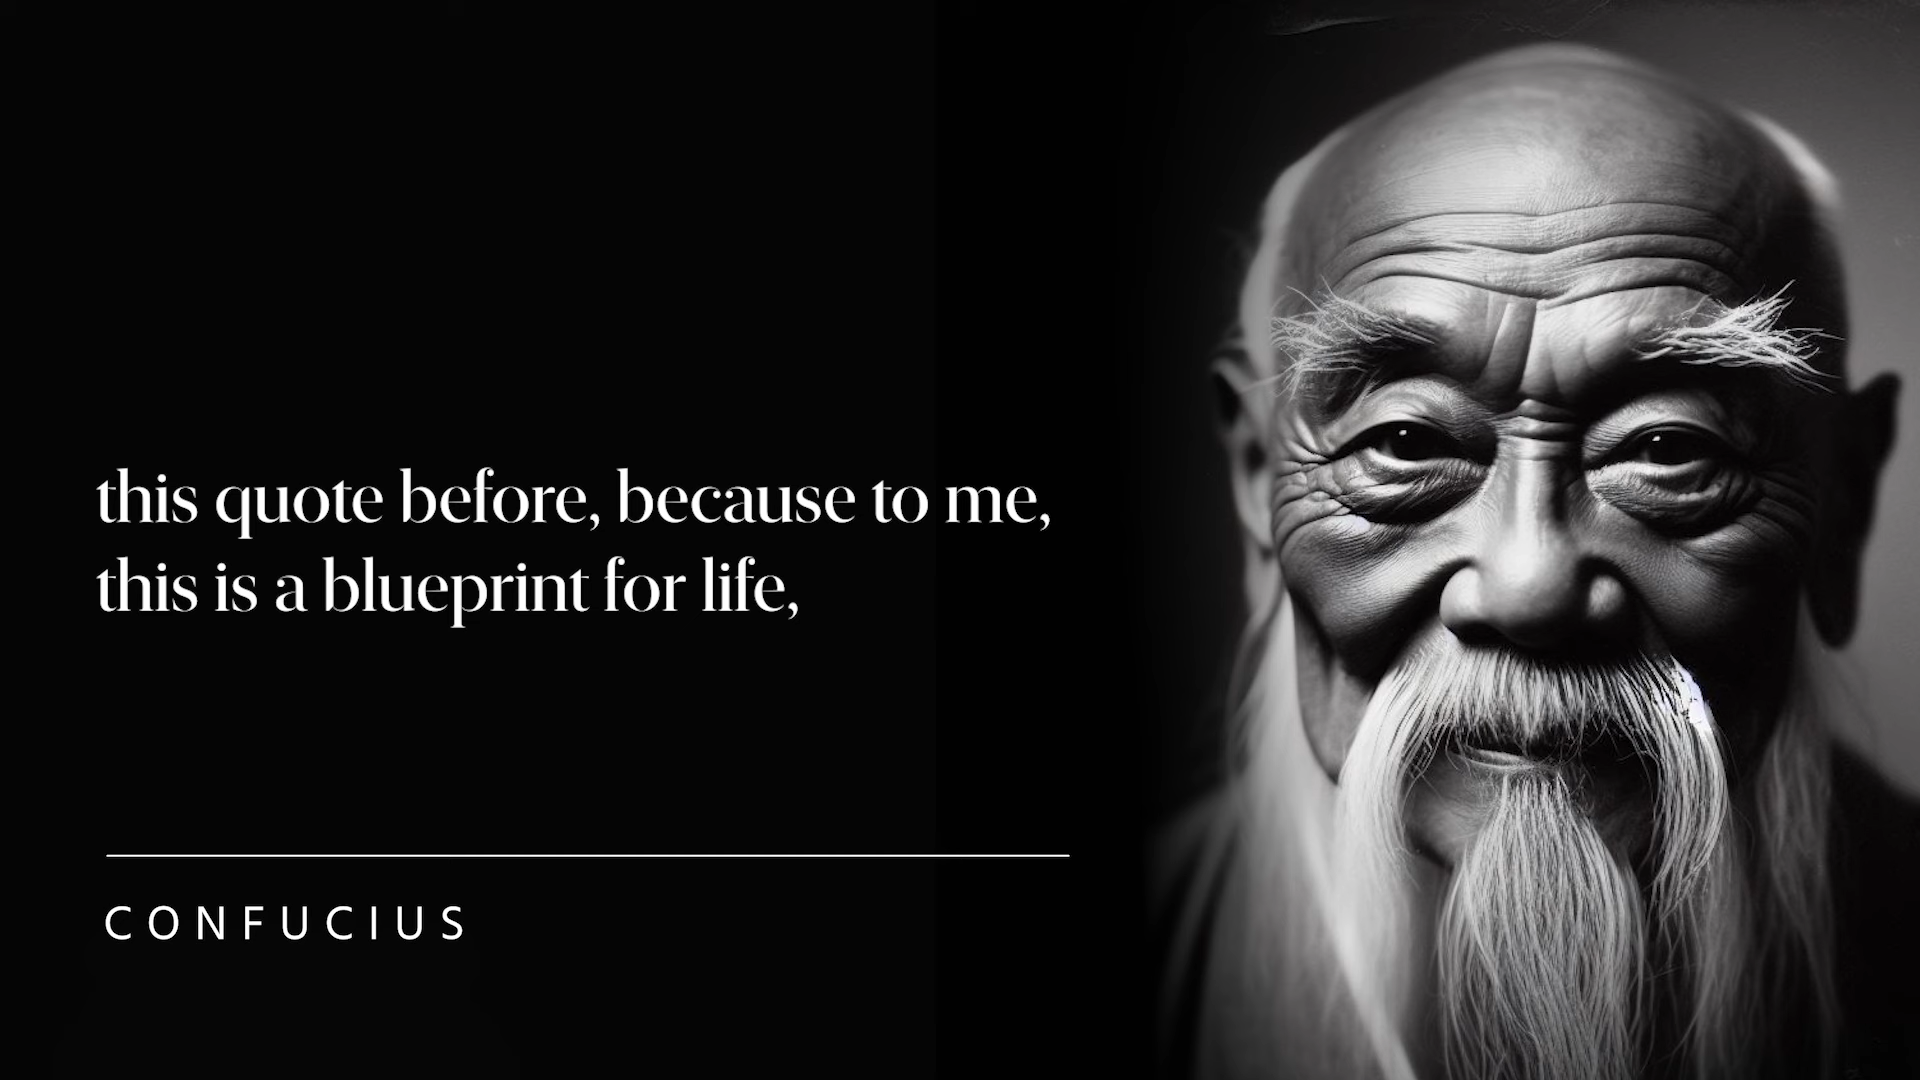 this quote before, because to me,
this is a blueprint for life,
CONFUCIUS